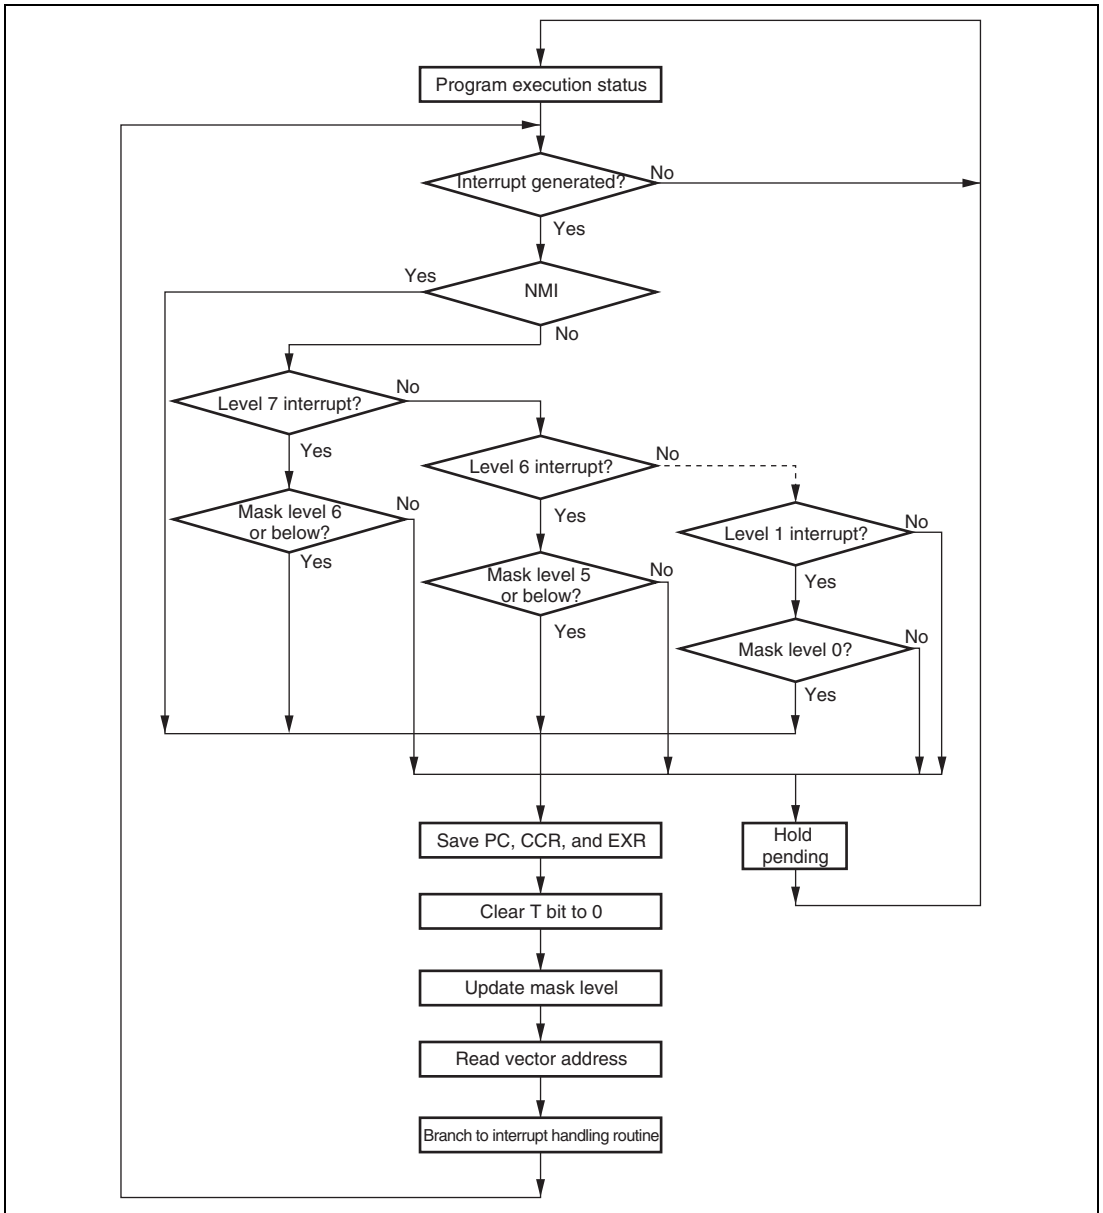 Program execution status
Interrupt generated?
No
Yes
Yes
NMI
No
Level 7 interrupt?
No
Yes
Level 6 interrupt?
No
Mask level 6
or below?
No
Yes
Yes
Level 1 interrupt?
No
Mask level 5
or below?
No
Yes
Yes
Mask level 0?
No
Yes
Save PC, CCR, and EXR
Hold
pending
Clear T bit to 0
Update mask level
Read vector address
Branch to interrupt handling routine